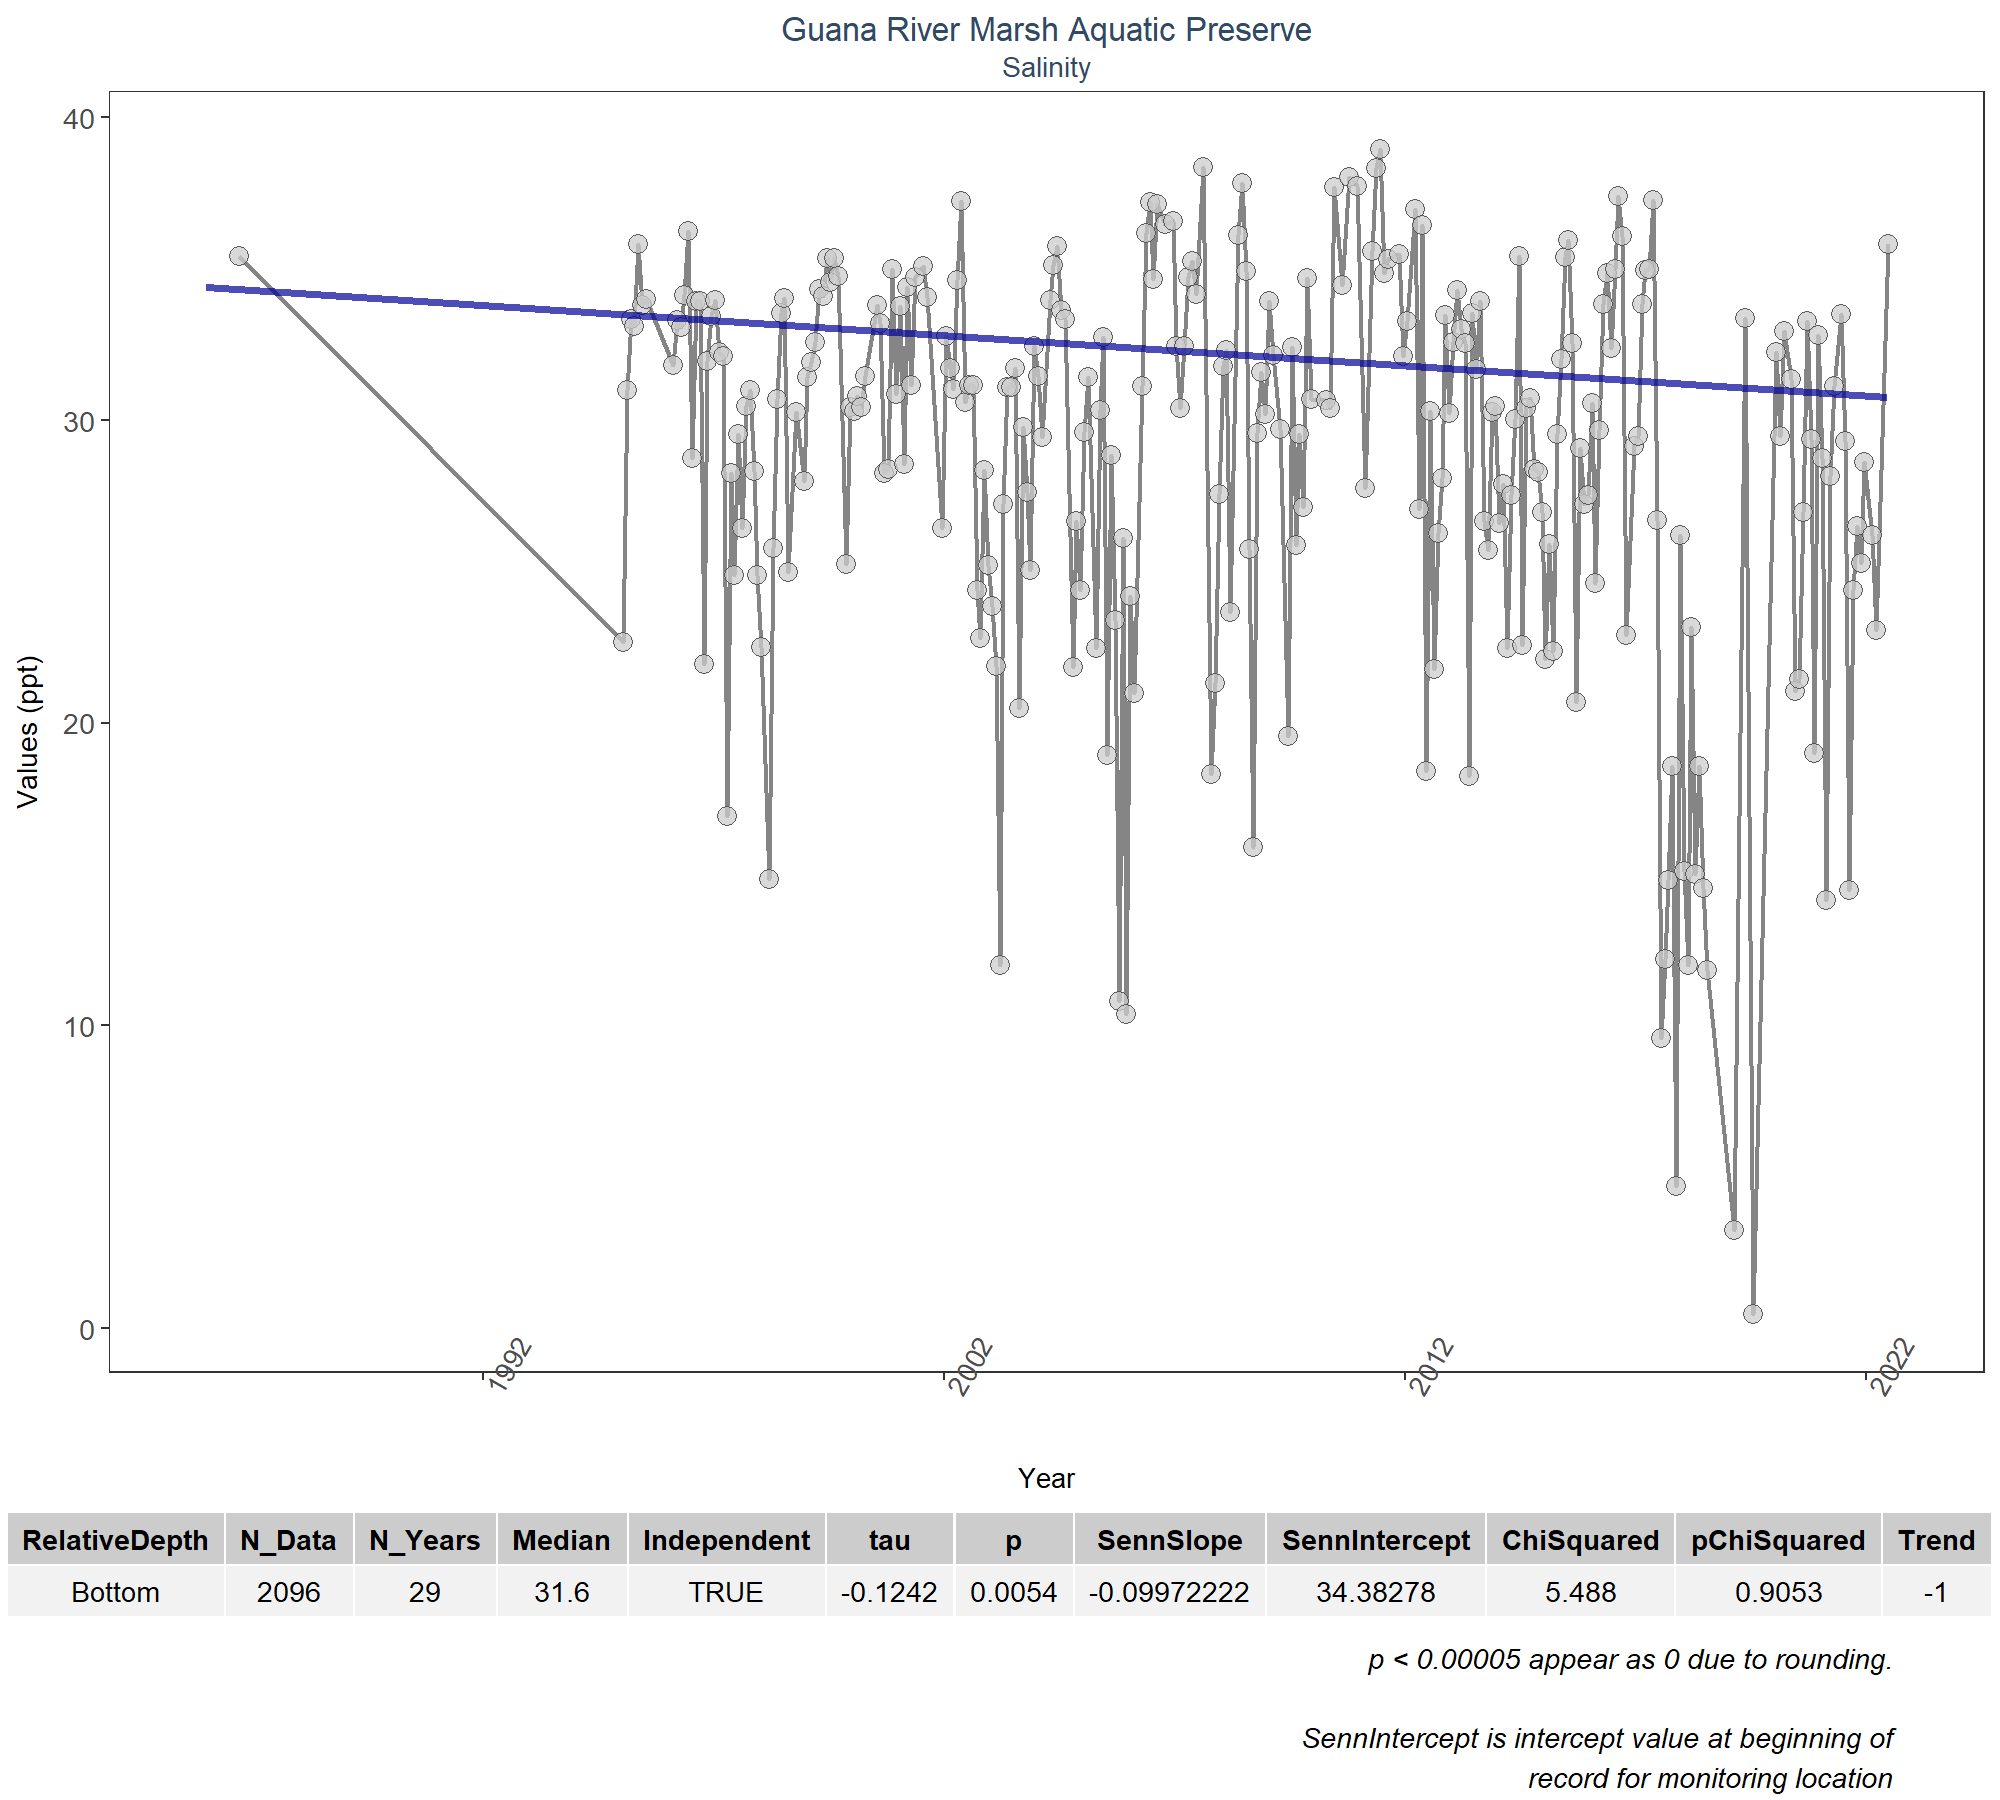 Guana River Marsh Aquatic Preserve
Salinity
40
30
20
10
0
Values (ppt)
1992
2002
2012
2022
Year
RelativeDepth N_Data N_Years Median Independent tau p SennSlope SennIntercept ChiSquared pChiSquared Trend
Bottom 2096 29 31.6 TRUE -0.1242 0.0054 -0.09972222 34.38278 5.488 0.9053 -1
p < 0.00005 appear as 0 due to rounding.
SennIntercept is intercept value at beginning of
record for monitoring location